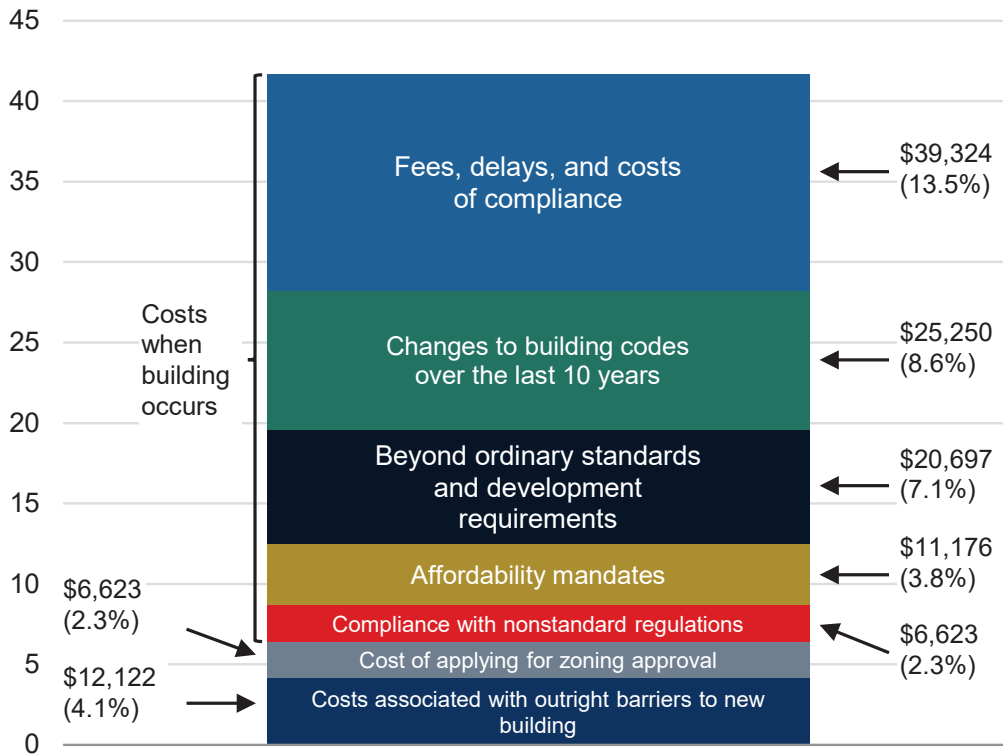 45
40
35
30
25
20
15
10
5
0
Costs
when
building
occurs
$6,623
(2.3%)
$12,122
(4.1%)
Fees, delays, and costs
of compliance
Changes to building codes
over the last 10 years
Beyond ordinary standards
and development
requirements
Affordability mandates
Compliance with nonstandard regulations
Cost of applying for zoning approval
Costs associated with outright barriers to new
building
$39,324
(13.5%)
$25,250
(8.6%)
$20,697
(7.1%)
$11,176
(3.8%)
$6,623
(2.3%)